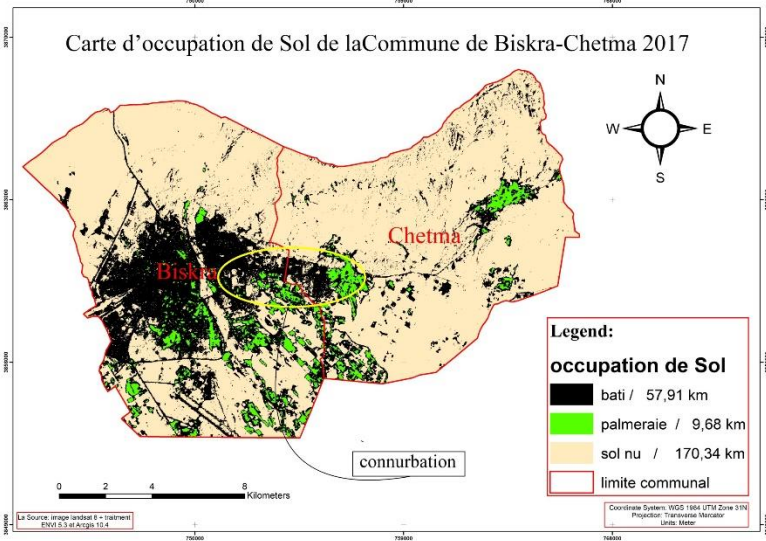 Carte d'occupation de Sol de laCommune de Biskra-Chetma 2017
N
W E
S
Chetma
Biskra
connurbation
Legend:
occupation de Sol
bati / 57,91 km
palmeraie / 9,68 km
sol nu / 170,34 km
limite communal
0 2 4 8
Kilometers
La Source: image landsat 8 + traitment
ENVI 5.3 et Arcgis 10.4
Coordinate System: WGS 1984 UTM Zone 31N
Projection: Transverse Mercator
Units: Meter